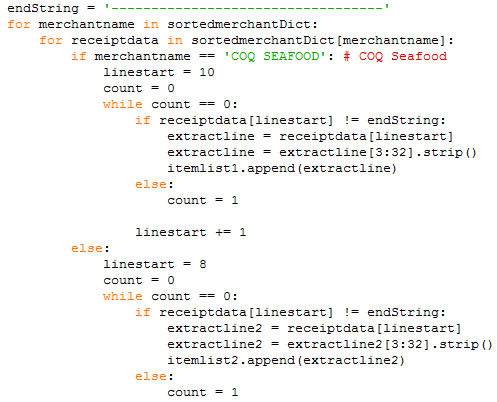 endString = '----------------------------------'
for merchantname in sortedmerchantDict:
    for receiptdata in sortedmerchantDict[merchantname]:
        if merchantname == 'COQ SEAFOOD': # COQ Seafood
            linestart = 10
            count = 0
            while count == 0:
                if receiptdata[linestart] != endString:
                    extractline = receiptdata[linestart]
                    extractline = extractline[3:32].strip()
                    itemlist1.append(extractline)
                else:
                    count = 1

                linestart += 1
        else:
            linestart = 8
            count = 0
            while count == 0:
                if receiptdata[linestart] != endString:
                    extractline2 = receiptdata[linestart]
                    extractline2 = extractline2[3:32].strip()
                    itemlist2.append(extractline2)
                else:
                    count = 1